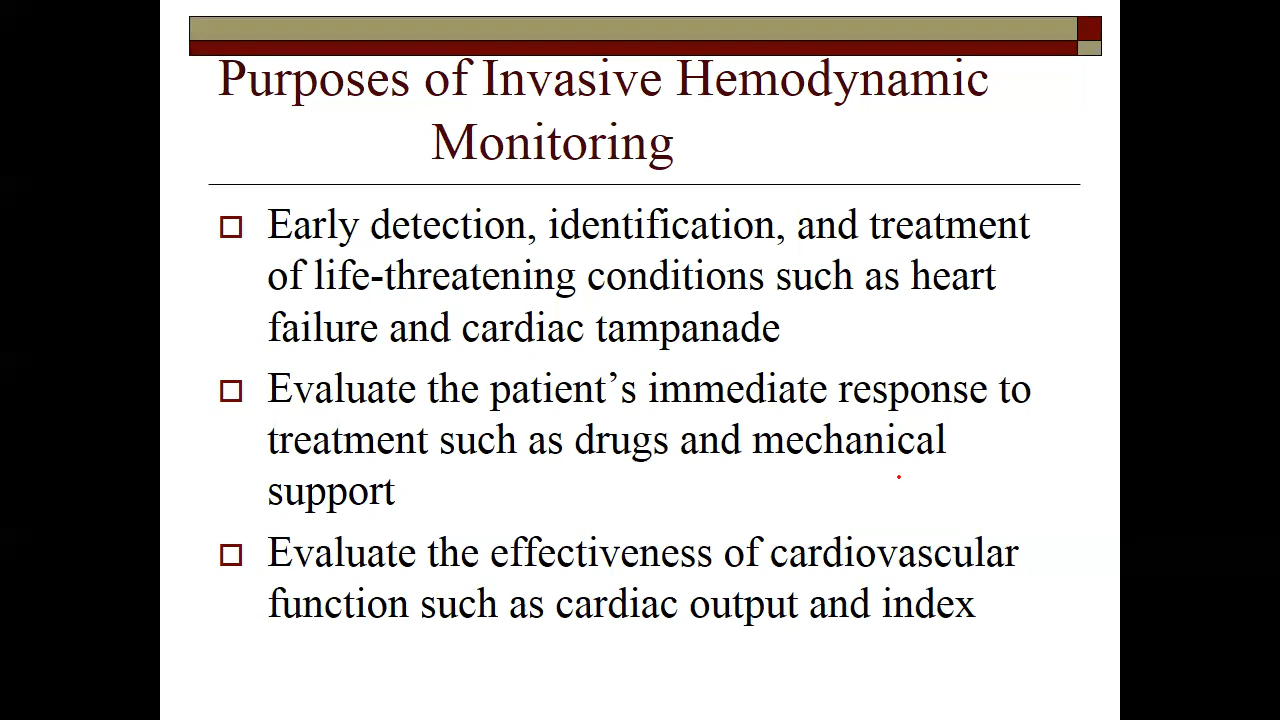 Purposes of Invasive Hemodynamic
Monitoring
Early detection, identification, and treatment
of life-threatening conditions such as heart
failure and cardiac tampanade
Evaluate the patient’s immediate response to
treatment such as drugs and mechanical
support
Evaluate the effectiveness of cardiovascular
function such as cardiac output and index